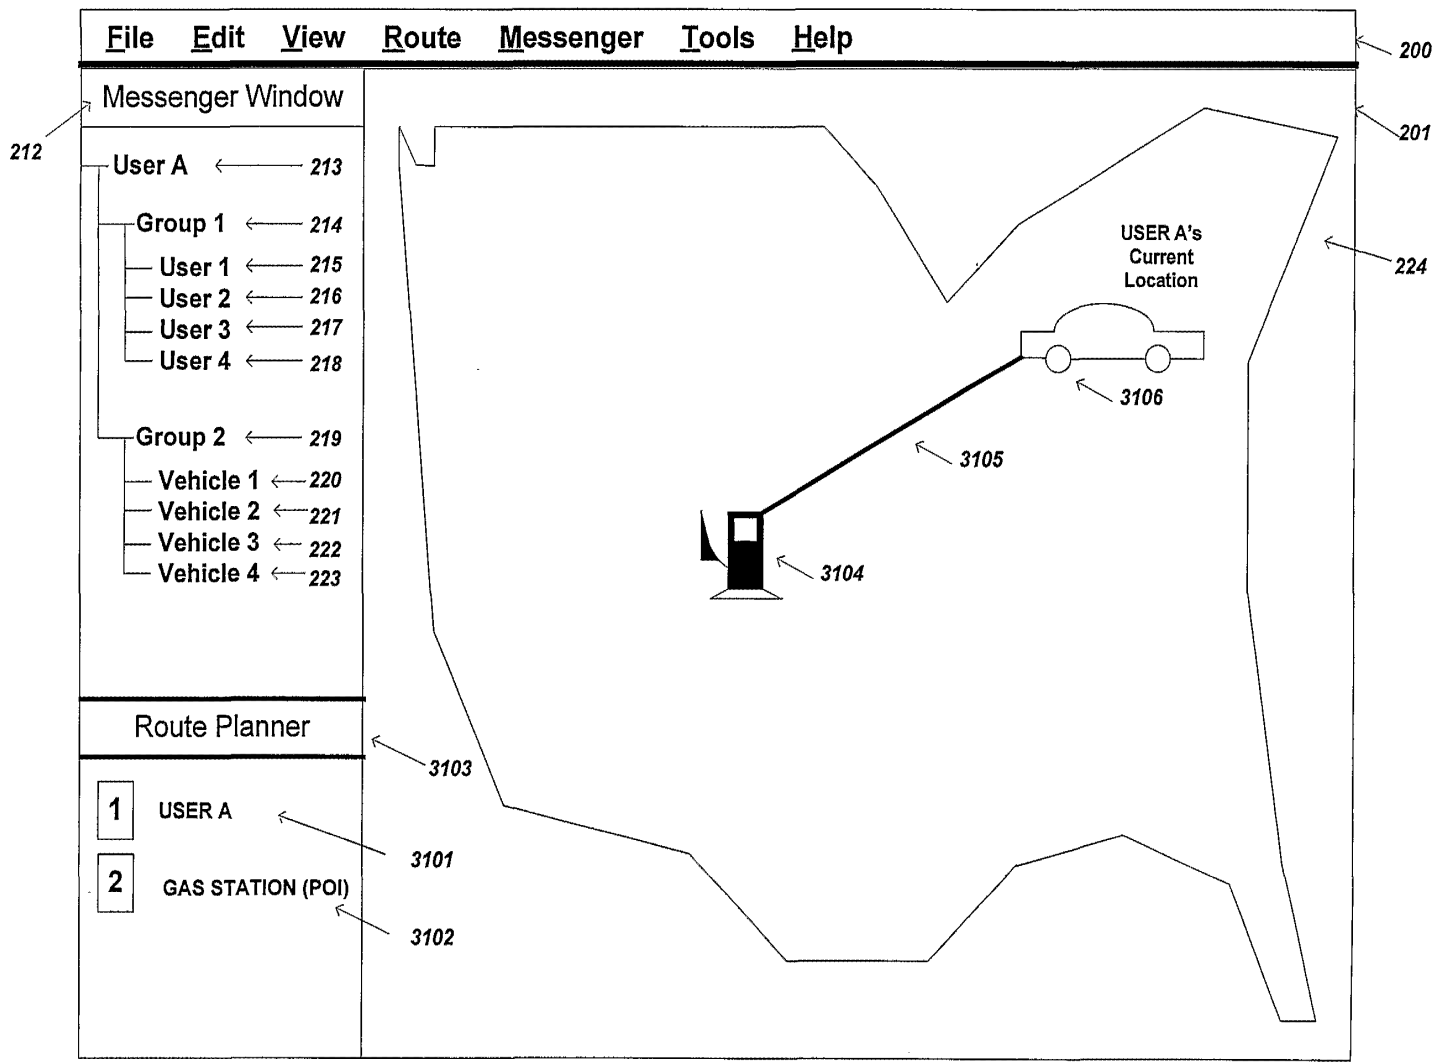 File Edit View Route Messenger Tools Help
200
Messenger Window
201
212
User A 213
Group 1 214
User 1 215
User 2 216
User 3 217
User 4 218
Group 2 219
Vehicle 1 220
Vehicle 2 221
Vehicle 3 222
Vehicle 4 223
USER A's
Current
Location
224
3106
3105
3104
Route Planner
3103
1 USER A
3101
2 GAS STATION (POI)
3102